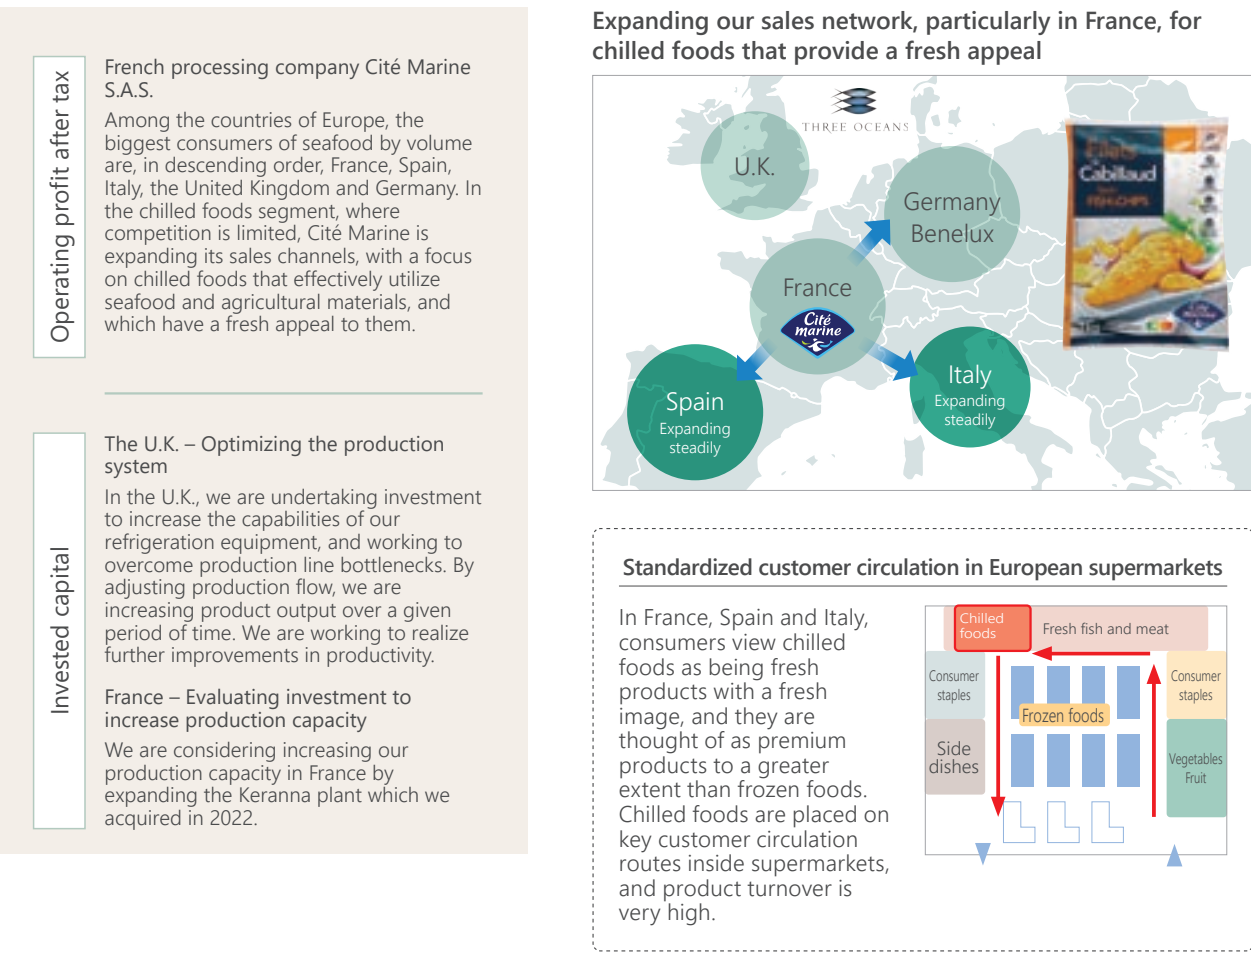 Operating profit after tax
French processing company Cité Marine
S.A.S.
Among the countries of Europe, the
biggest consumers of seafood by volume
are, in descending order, France, Spain,
Italy, the United Kingdom and Germany. In
the chilled foods segment, where
competition is limited, Cité Marine is
expanding its sales channels, with a focus
on chilled foods that effectively utilize
seafood and agricultural materials, and
which have a fresh appeal to them.
Invested capital
The U.K. – Optimizing the production
system
In the U.K., we are undertaking investment
to increase the capabilities of our
refrigeration equipment, and working to
overcome production line bottlenecks. By
adjusting production flow, we are
increasing product output over a given
period of time. We are working to realize
further improvements in productivity.
France – Evaluating investment to
increase production capacity
We are considering increasing our
production capacity in France by
expanding the Keranna plant which we
acquired in 2022.
Expanding our sales network, particularly in France, for
chilled foods that provide a fresh appeal
THREE OCEANS
U.K.
Germany
Benelux
France
Cité
marine
Spain
Expanding
steadily
Italy
Expanding
steadily
Filets
Cabillaud
FISH & CHIPS
Cité
marine
Standardized customer circulation in European supermarkets
In France, Spain and Italy,
consumers view chilled
foods as being fresh
products with a fresh
image, and they are
thought of as premium
products to a greater
extent than frozen foods.
Chilled foods are placed on
key customer circulation
routes inside supermarkets,
and product turnover is
very high.
Chilled
foods
Fresh fish and meat
Consumer
staples
Consumer
staples
Frozen foods
Side
dishes
Vegetables
Fruit